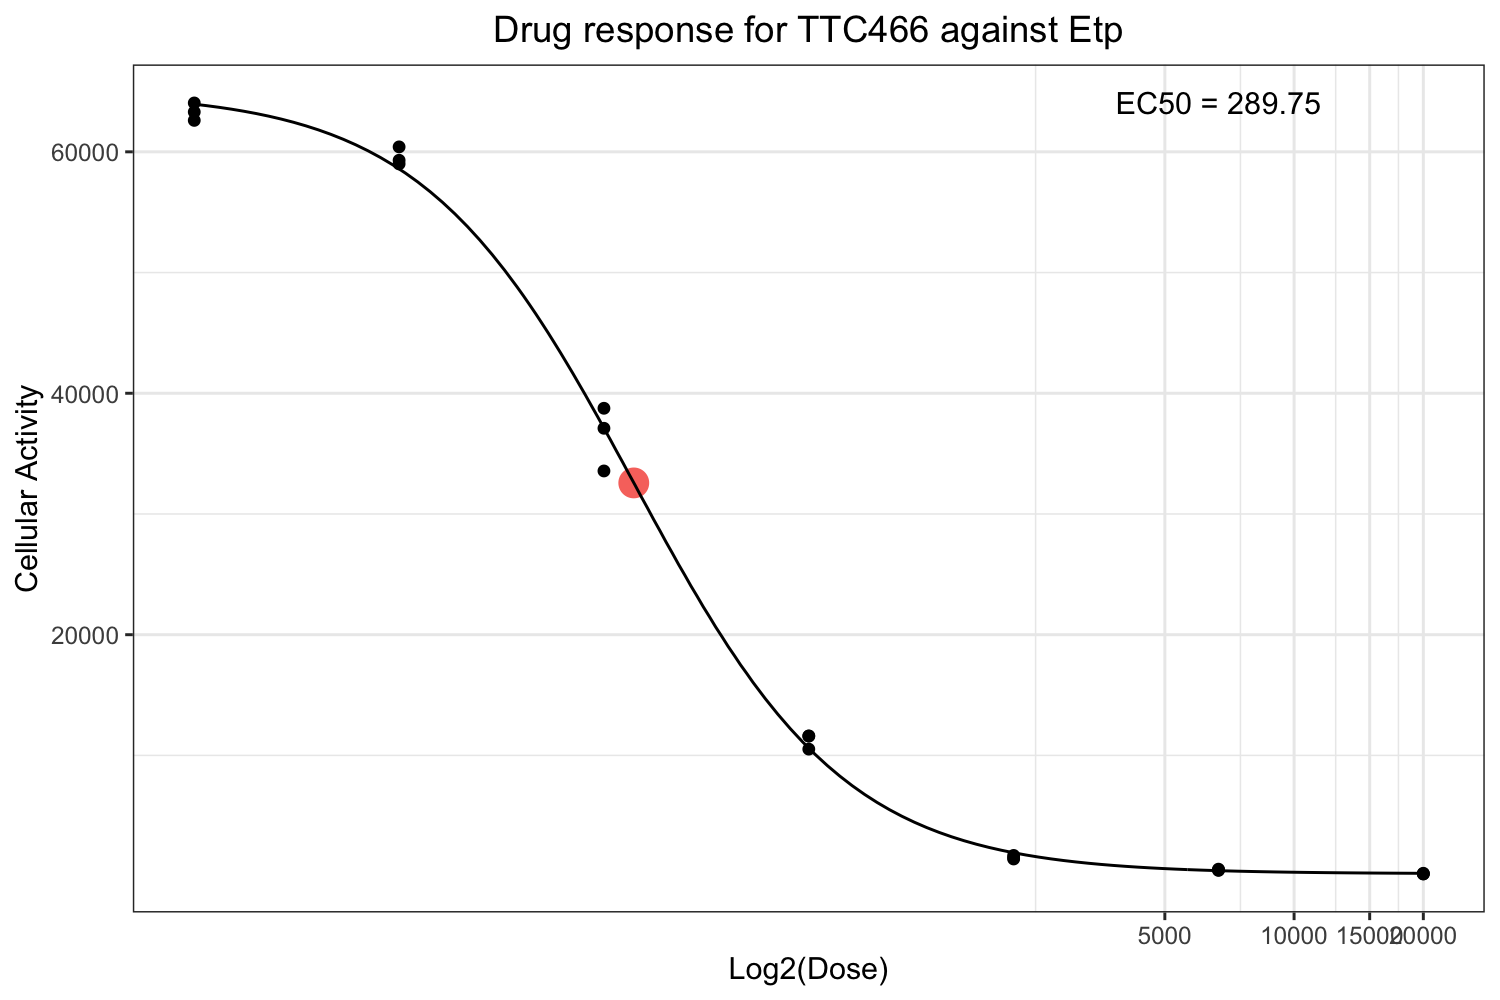 Drug response for TTC466 against Etp
EC50 = 289.75
60000
40000
20000
Cellular Activity
5000 10000 15000 20000
Log2(Dose)